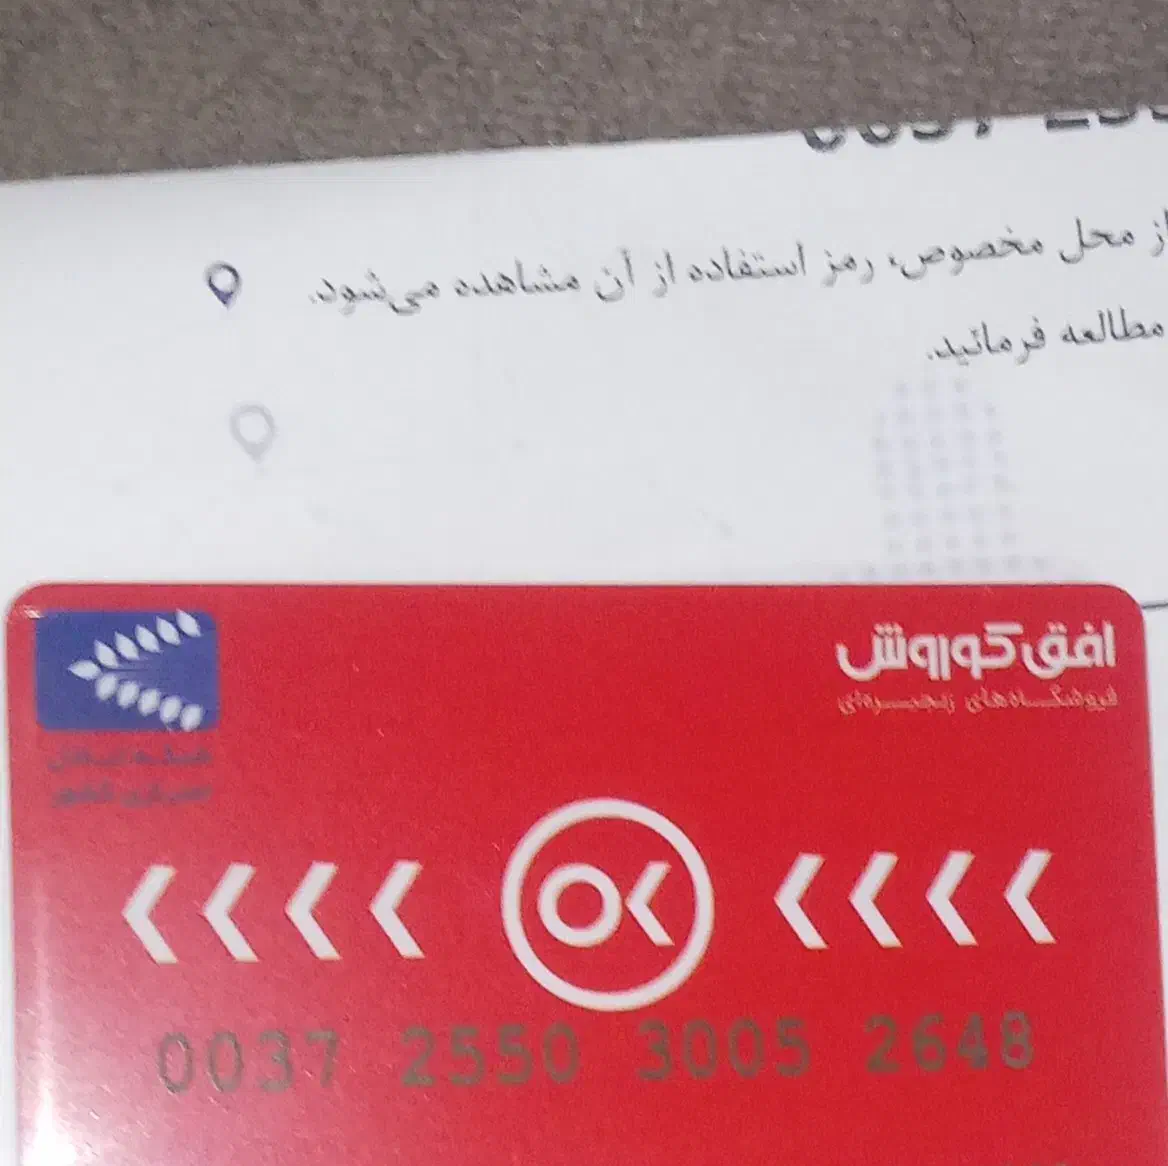 از محل مخصوص، رمز استفاده از آن مشاهده می‌شود.
مطالعه فرمائید.
افق کوروش
فروشگاه‌های زنجیره‌ای
OK
0037 2550 3005 2648